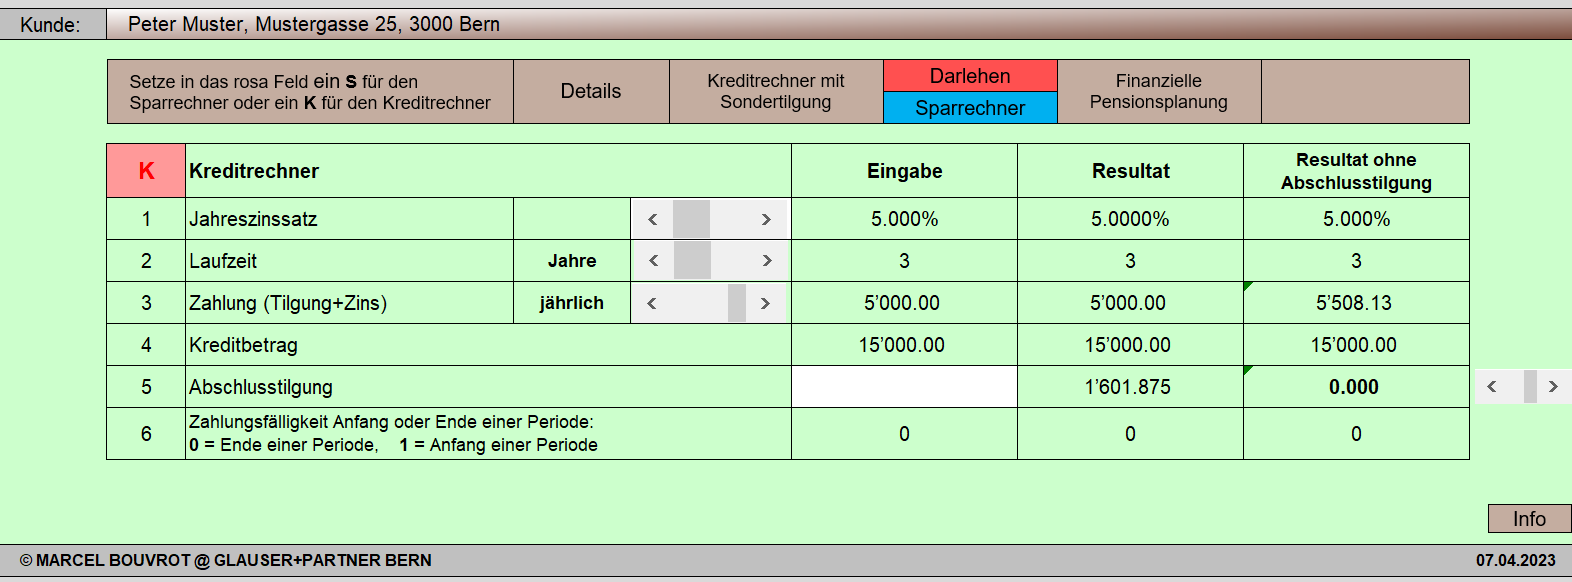 Kunde: Peter Muster, Mustergasse 25, 3000 Bern
Setze in das rosa Feld ein S für den
Sparrechner oder ein K für den Kreditrechner
Details
Kreditrechner mit
Sondertilgung
Darlehen
Sparrechner
Finanzielle
Pensionsplanung
K Kreditrechner Eingabe Resultat Resultat ohne
Abschlusstilgung
1 Jahreszinssatz 5.000% 5.0000% 5.000%
2 Laufzeit Jahre 3 3 3
3 Zahlung (Tilgung+Zins) jährlich 5’000.00 5’000.00 5’508.13
4 Kreditbetrag 15’000.00 15’000.00 15’000.00
5 Abschlusstilgung 1’601.875 0.000
6 Zahlungsfälligkeit Anfang oder Ende einer Periode:
0 = Ende einer Periode, 1 = Anfang einer Periode 0 0 0
Info
© MARCEL BOUVROT @ GLAUSER+PARTNER BERN 07.04.2023